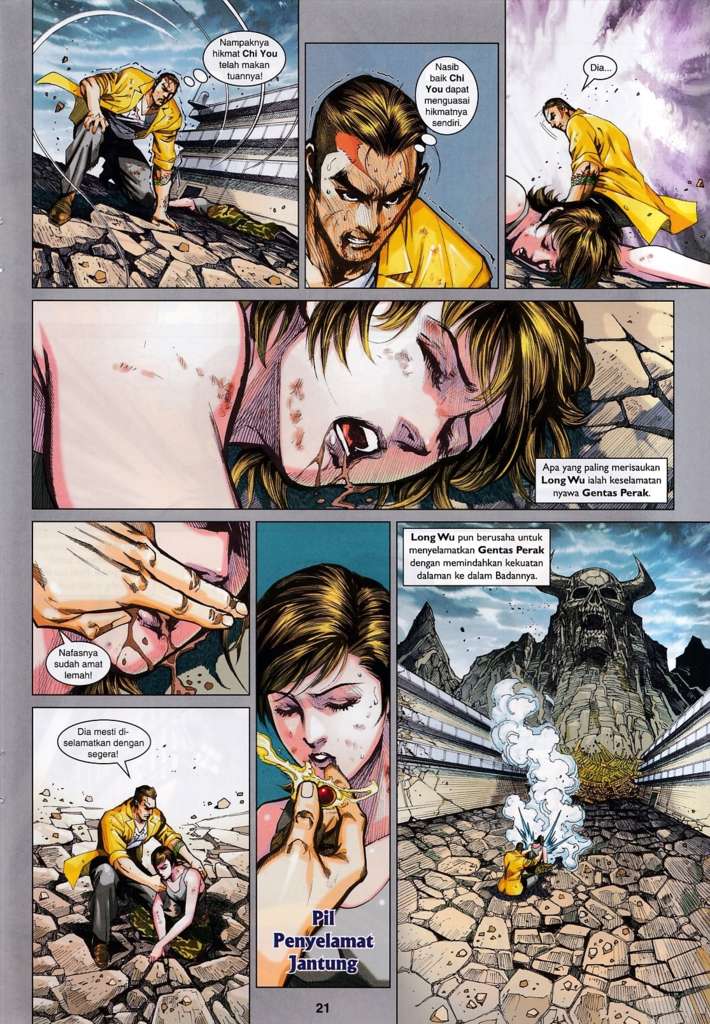 Nampaknya
hikmat Chi You
telah makan
tuannya!
Nasib
baik Chi
You dapat
menguasai
hikmatnya
sendiri.
Dia...
Apa yang paling merisaukan
Long Wu ialah keselamatan
nyawa Gentas Perak.
Nafasnya
sudah amat
lemah!
Dia mesti di-
selamatkan dengan
segera!
Pil
Penyelamat
Jantung
Long Wu pun berusaha untuk
menyelamatkan Gentas Perak
dengan memindahkan kekuatan
dalaman ke dalam Badannya.
21